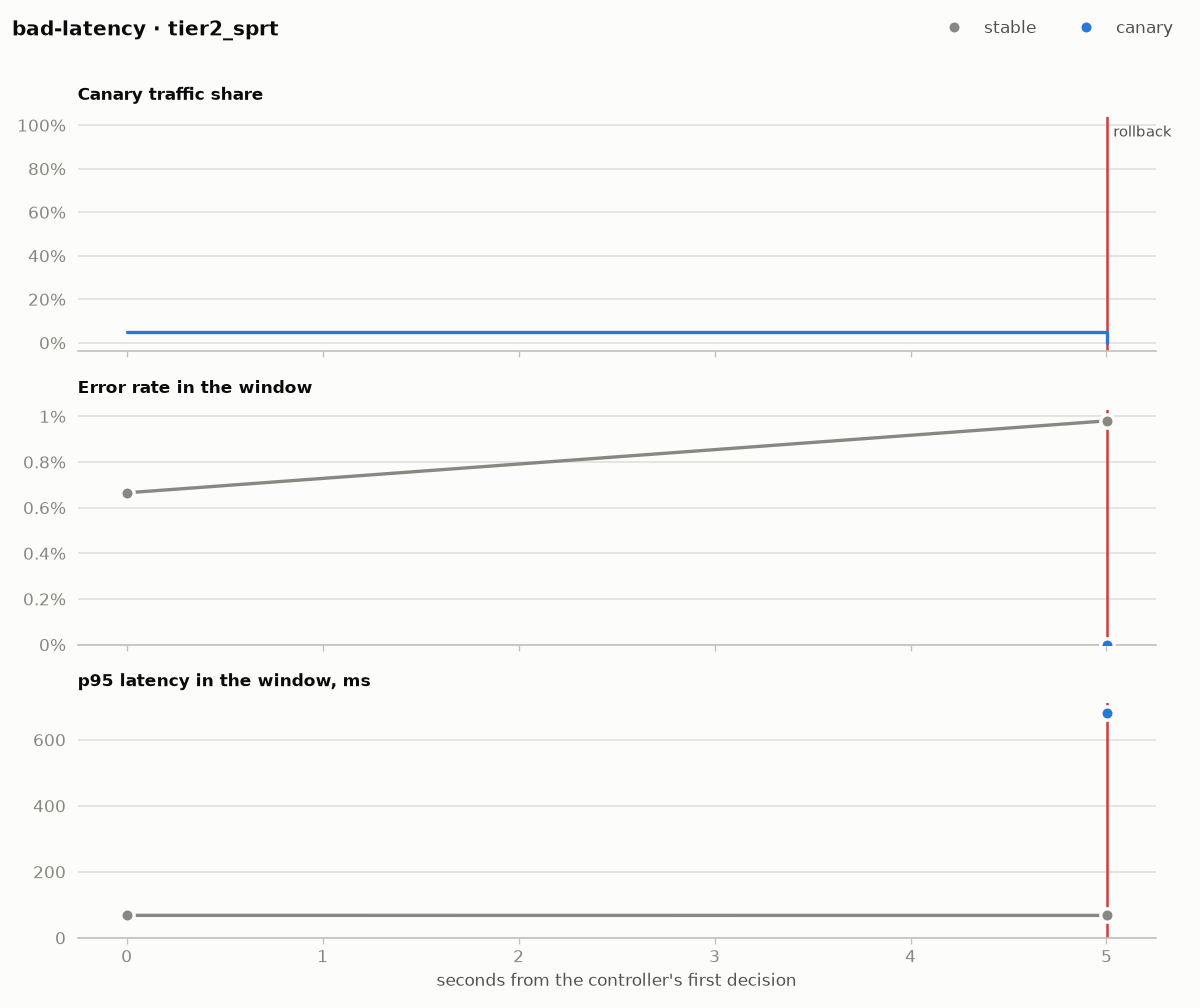 bad-latency · tier2_sprt
stable
canary
Canary traffic share
100%
rollback
80%
60%
40%
20%
0%
Error rate in the window
1%
0.8%
0.6%
0.4%
0.2%
0%
p95 latency in the window, ms
600
400
200
0
0 1 2 3 4 5
seconds from the controller's first decision